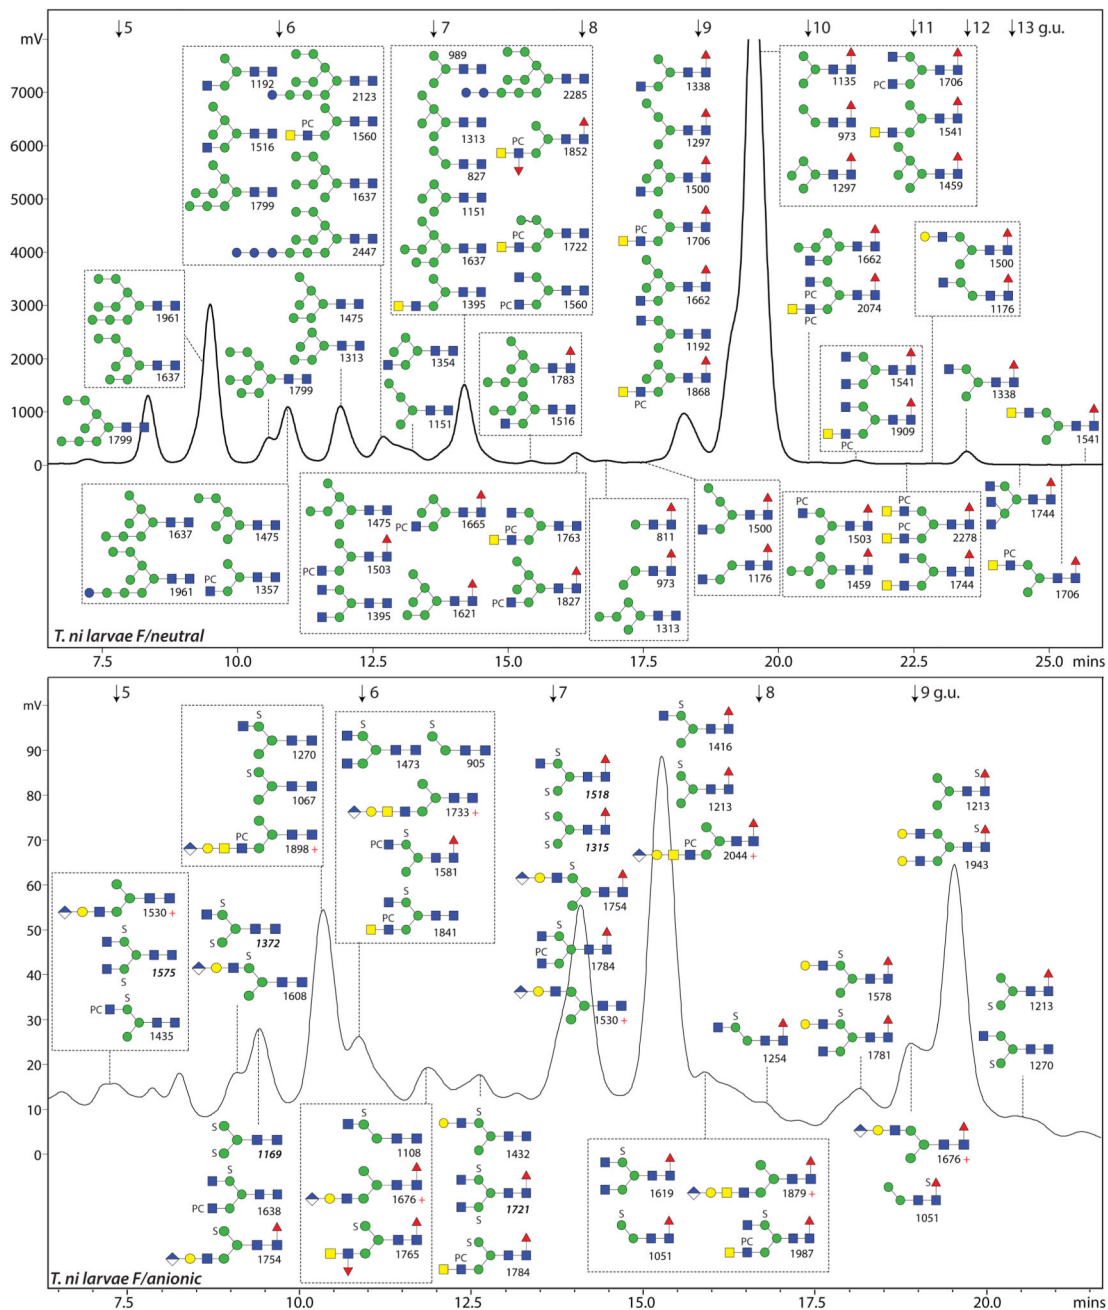 5 6 7 8 9 10 11 12 13 g.u.
mV
989
1192
2123
2285
1135
1706
1338
7000
PC
PC
1313
1560
1852
973
1541
1297
6000
1516
PC
827
1637
1297
1459
1500
5000
1799
1151
PC
1722
PC
1706
2447
1637
1662
1500
4000
1560
PC
PC
2074
1176
1395
1662
PC
3000
1961
1475
1192
1354
1783
1541
1338
2000
1637
1313
1868
1799
PC
1151
1516
1909
1541
1000
1799
PC
0
1744
PC
PC
1637
1475
1475
PC
1665
PC
1763
811
1500
1503
PC
2278
PC
1503
973
1706
1961
PC
1357
PC
1176
1459
1744
1395
1621
PC
1827
1313
T. ni larvae F/neutral
7.5 10.0 12.5 15.0 17.5 20.0 22.5 25.0 mins
5 6 7 8 9 g.u.
mV
S
S
S
S
1270
1473
905
1416
90
S
S
S
S
1518
1213
1213
80
1067
1733 +
S
S
PC
PC
S
1315
PC
2044 +
1943
70
1898 +
1581
60
S
S
1754
1530 +
S
PC
1841
S
S
50
S
1372
PC
1784
1578
1575
S
40
S
1608
1530 +
S
S
PC
S
1213
30
1435
1254
1781
S
1270
20
10
S
S
S
S
0
S
1169
1108
1432
S
S
1676 +
1619
1879 +
S
1638
1676 +
1721
S
PC
S
S
S
S
1051
1754
1765
PC
1784
1051
PC
1987
T. ni larvae F/anionic
7.5 10.0 12.5 15.0 17.5 20.0 mins